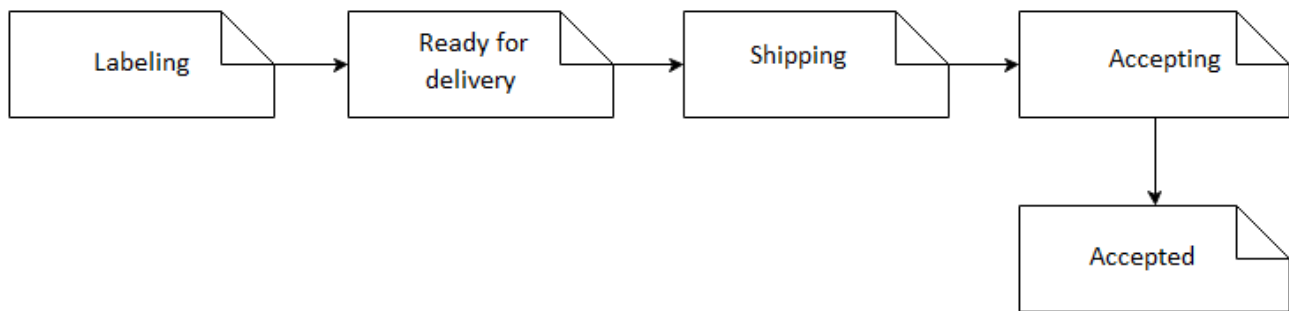 Labeling
Ready for
delivery
Shipping
Accepting
Accepted